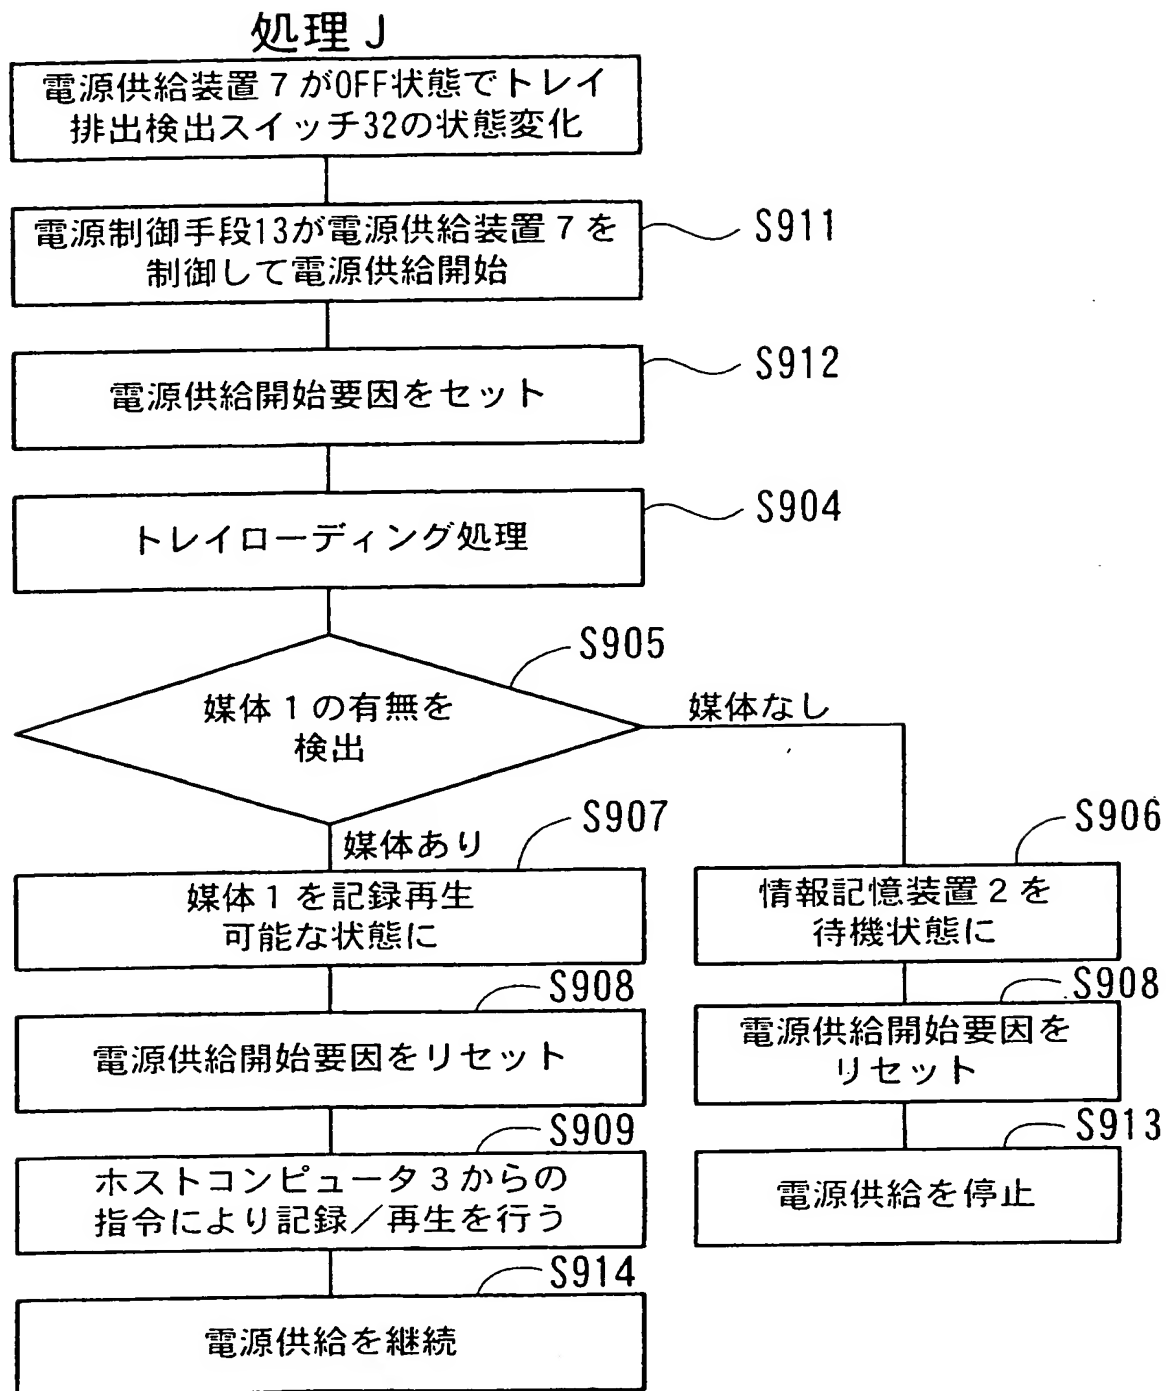 処理J
電源供給装置7がOFF状態でトレイ
排出検出スイッチ32の状態変化
電源制御手段13が電源供給装置7を
制御して電源供給開始
S911
電源供給開始要因をセット
S912
トレイローディング処理
S904
媒体1の有無を
検出
S905
媒体なし
媒体あり
媒体1を記録再生
可能な状態に
S907
情報記憶装置2を
待機状態に
S906
電源供給開始要因をリセット
S908
電源供給開始要因を
リセット
S908
ホストコンピュータ3からの
指令により記録/再生を行う
S909
電源供給を停止
S913
電源供給を継続
S914